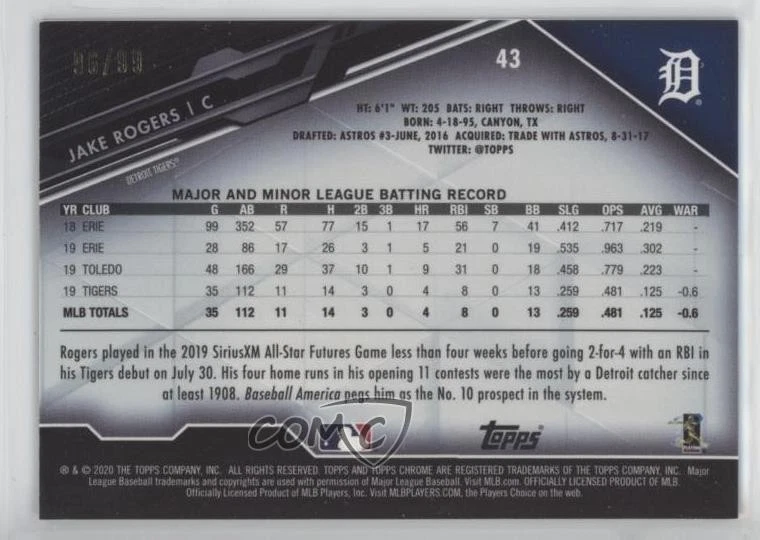 96/99
43
JAKE ROGERS | C
DETROIT TIGERS®
HT: 6'1" WT: 205 BATS: RIGHT THROWS: RIGHT
BORN: 4-18-95, CANYON, TX
DRAFTED: ASTROS #3-JUNE, 2016 ACQUIRED: TRADE WITH ASTROS, 8-31-17
TWITTER: @TOPPS
MAJOR AND MINOR LEAGUE BATTING RECORD
YR CLUB G AB R H 2B 3B HR RBI SB BB SLG OPS AVG WAR
18 ERIE 99 352 57 77 15 1 17 56 7 41 .412 .717 .219 -
19 ERIE 28 86 17 26 3 1 5 21 0 19 .535 .963 .302 -
19 TOLEDO 48 166 29 37 10 1 9 31 0 18 .458 .779 .223 -
19 TIGERS 35 112 11 14 3 0 4 8 0 13 .259 .481 .125 -0.6
MLB TOTALS 35 112 11 14 3 0 4 8 0 13 .259 .481 .125 -0.6
Rogers played in the 2019 SiriusXM All-Star Futures Game less than four weeks before going 2-for-4 with an RBI in
his Tigers debut on July 30. His four home runs in his opening 11 contests were the most by a Detroit catcher since
at least 1908. Baseball America pegs him as the No. 10 prospect in the system.
COMC
Topps
® & © 2020 THE TOPPS COMPANY, INC. ALL RIGHTS RESERVED. TOPPS AND TOPPS CHROME ARE REGISTERED TRADEMARKS OF THE TOPPS COMPANY, INC. Major
League Baseball trademarks and copyrights are used with permission of Major League Baseball. Visit MLB.com. OFFICIALLY LICENSED PRODUCT OF MLB.
Officially Licensed Product of MLB Players, Inc. Visit MLBPLAYERS.COM, the Players Choice on the web.